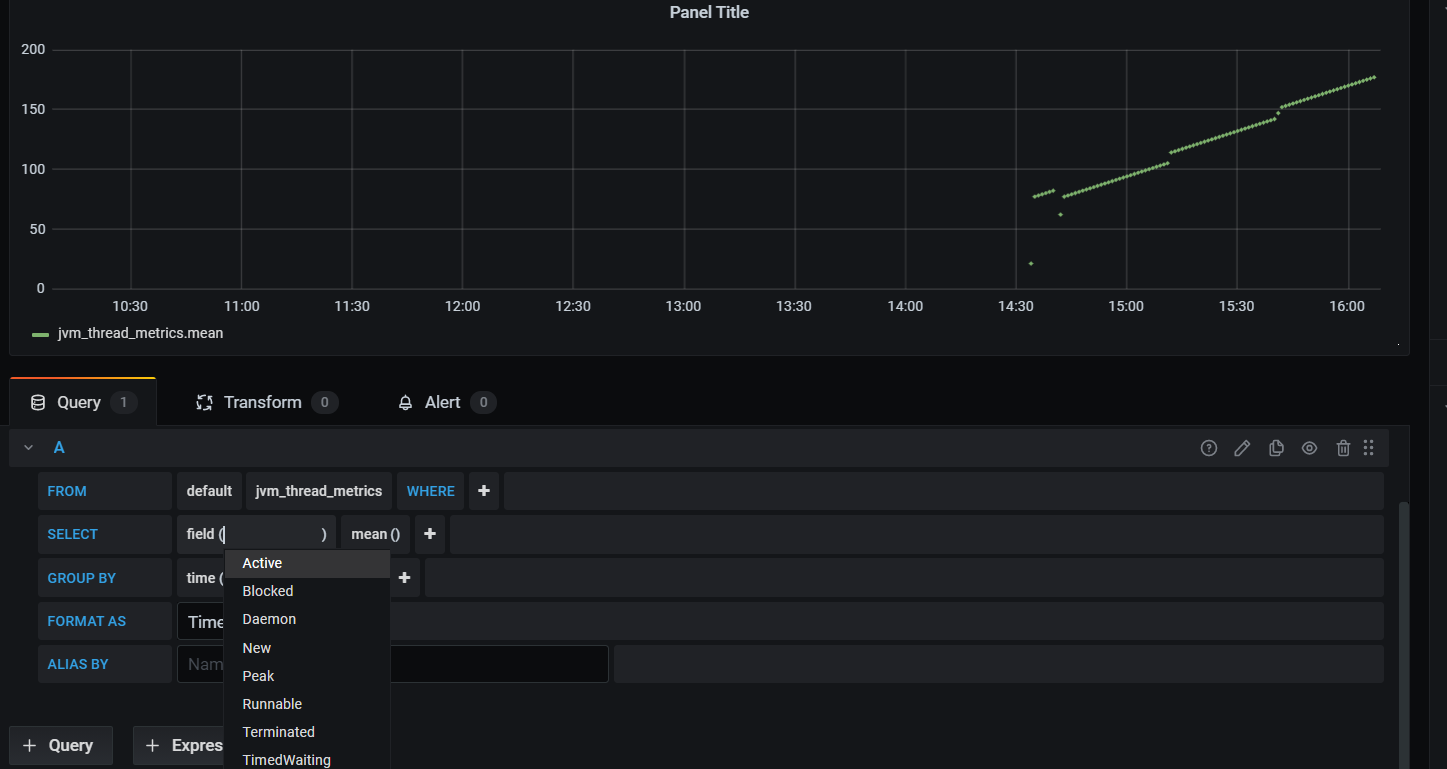 Panel Title
200
150
100
50
0
10:30 11:00 11:30 12:00 12:30 13:00 13:30 14:00 14:30 15:00 15:30 16:00
jvm_thread_metrics.mean
Query 1 Transform 0 Alert 0
A
FROM default jvm_thread_metrics WHERE +
SELECT field ( ) mean () +
Active
Blocked
GROUP BY time ( +
Daemon
FORMAT AS Time
New
ALIAS BY Nam
Peak
Runnable
Terminated
+ Query + Expres
TimedWaiting